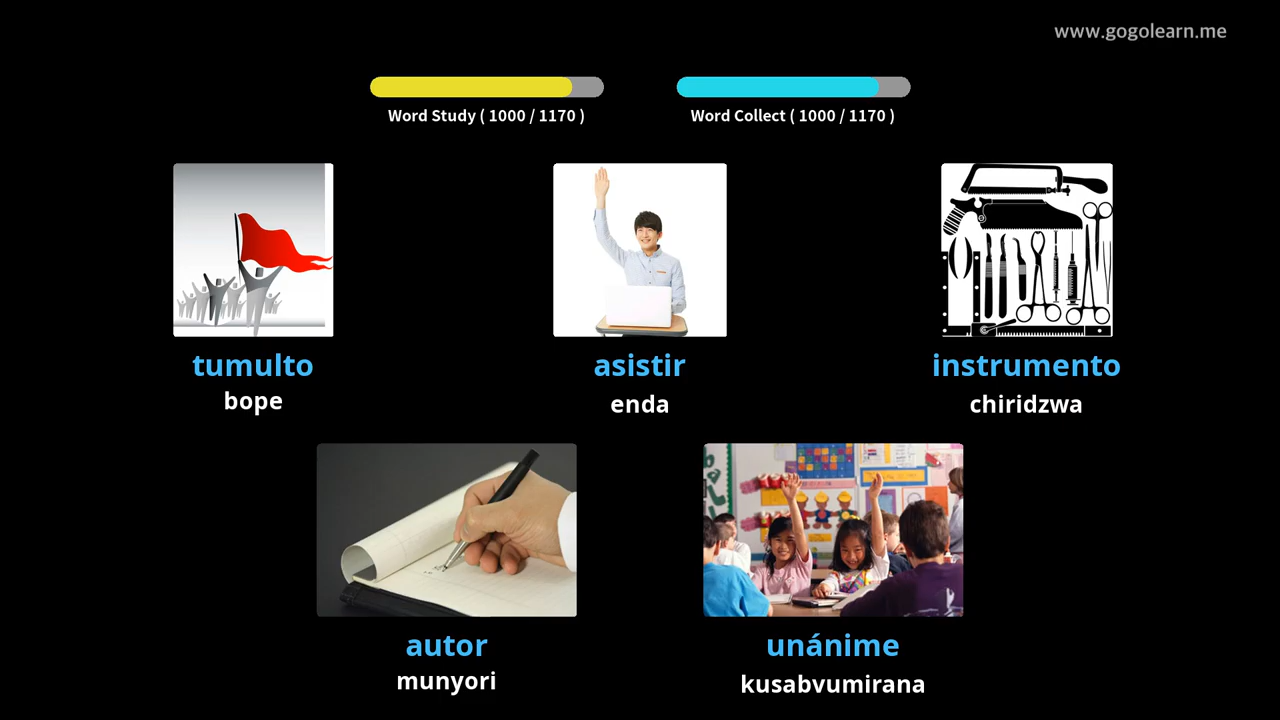 www.gogolearn.me
Word Study ( 1000 / 1170 )
Word Collect ( 1000 / 1170 )
tumulto
bope
asistir
enda
instrumento
chiridzwa
autor
munyori
unánime
kusabvumirana